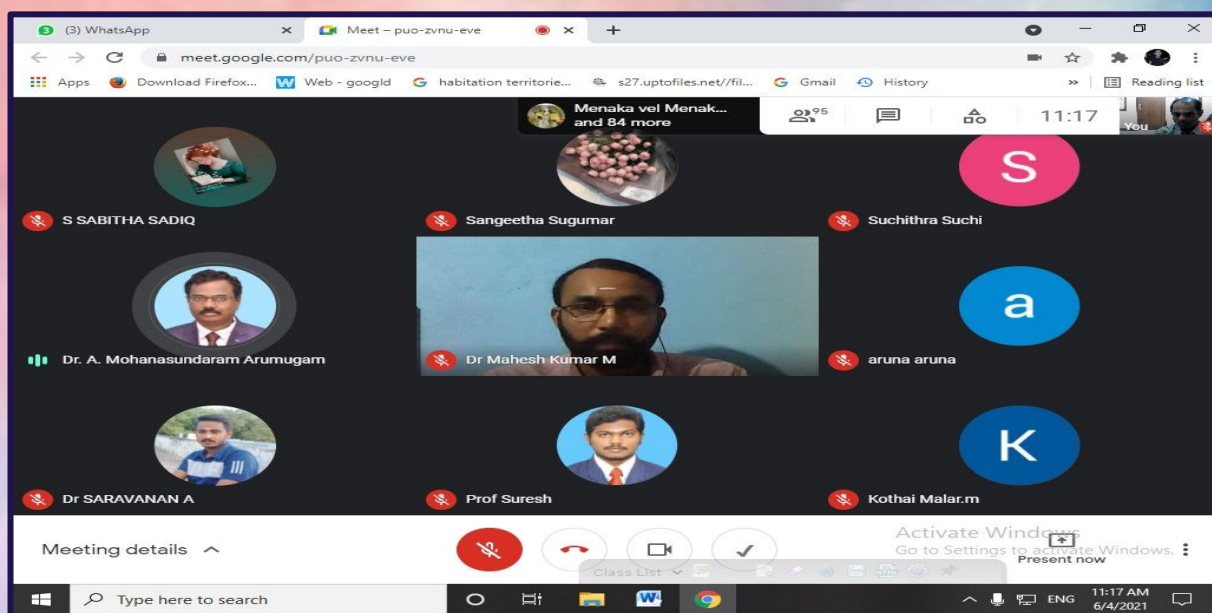 3 (3) WhatsApp
Meet – puo-zvnu-eve
meet.google.com/puo-zvnu-eve
Apps Download Firefox... Web - googld habitation territorie... s27.uptofiles.net//fil... Gmail History » Reading list
Menaka vel Menak...
and 84 more
95
11:17
You
S
S SABITHA SADIQ Sangeetha Sugumar Suchithra Suchi
a
Dr. A. Mohanasundaram Arumugam Dr Mahesh Kumar M aruna aruna
K
Dr SARAVANAN A Prof Suresh Kothai Malar.m
Activate Windows
Go to Settings to activate Windows.
Meeting details
Present now
Class List
Type here to search
W
ENG
11:17 AM
6/4/2021